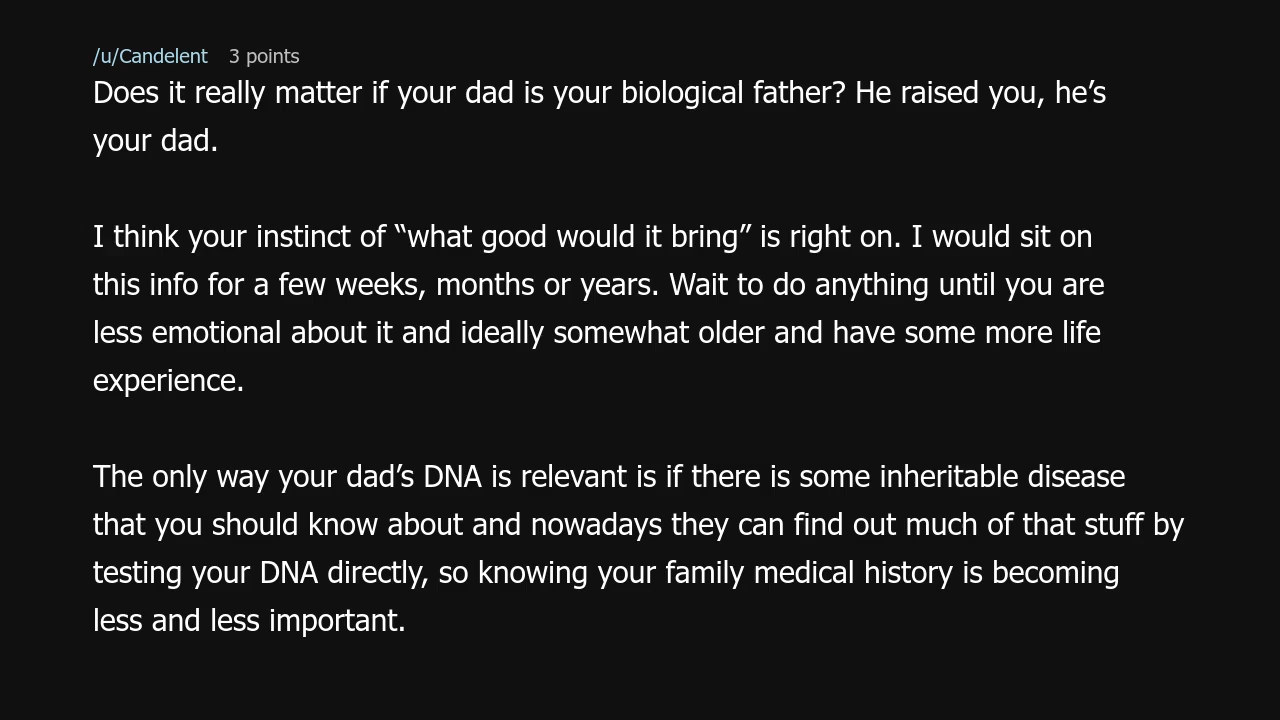 /u/Candelent 3 points
Does it really matter if your dad is your biological father? He raised you, he’s
your dad.
I think your instinct of “what good would it bring” is right on. I would sit on
this info for a few weeks, months or years. Wait to do anything until you are
less emotional about it and ideally somewhat older and have some more life
experience.
The only way your dad’s DNA is relevant is if there is some inheritable disease
that you should know about and nowadays they can find out much of that stuff by
testing your DNA directly, so knowing your family medical history is becoming
less and less important.